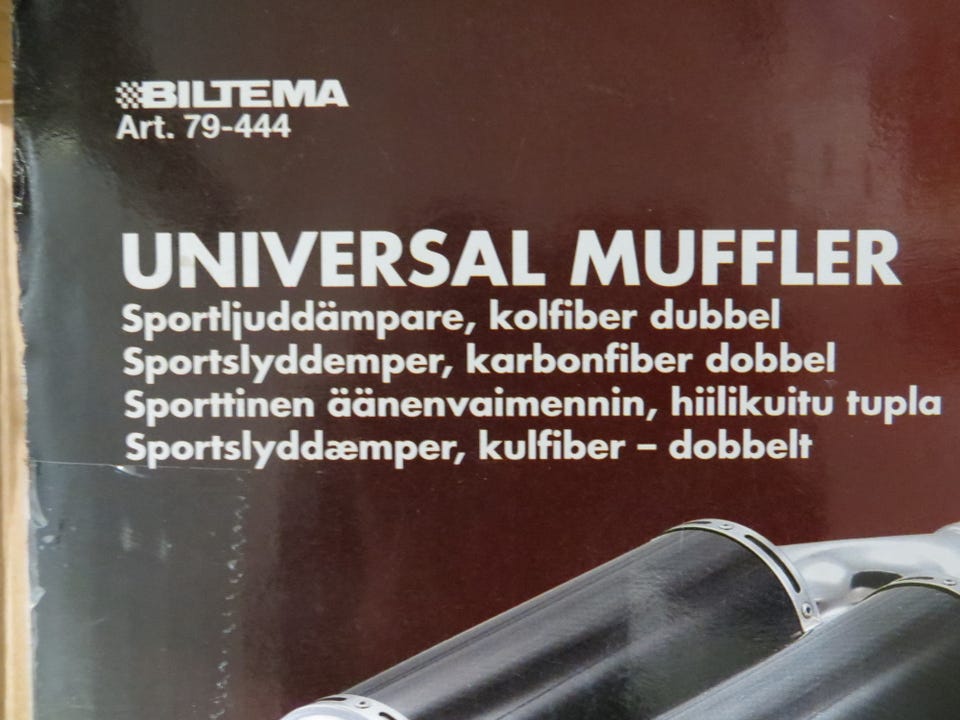 BILTEMA
Art. 79-444
UNIVERSAL MUFFLER
Sportljuddämpare, kolfiber dubbel
Sportslyddemper, karbonfiber dobbel
Sporttinen äänenvaimennin, hiilikuitu tupla
Sportslyddæmper, kulfiber – dobbelt